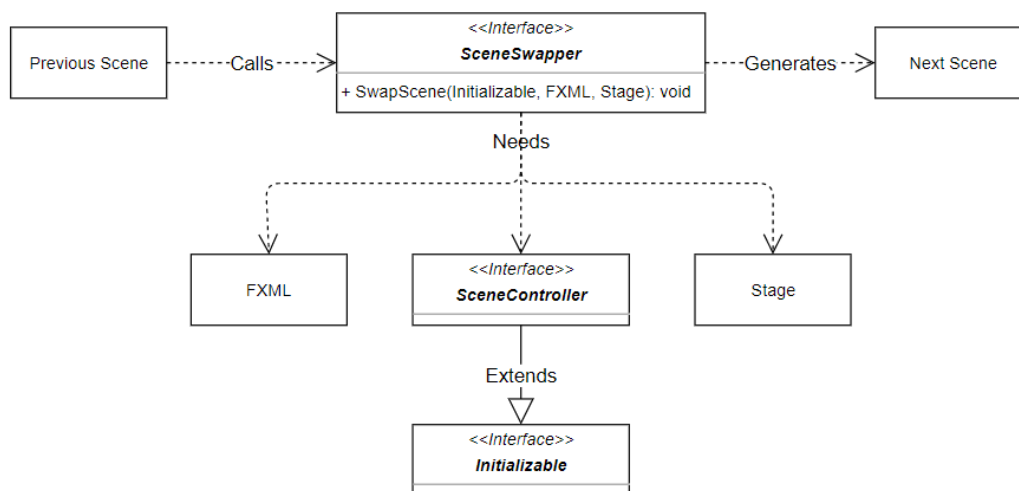 <<Interface>>
SceneSwapper
Previous Scene
Calls
Generates
Next Scene
+ SwapScene(Initializable, FXML, Stage): void
Needs
FXML
<<Interface>>
SceneController
Stage
Extends
<<Interface>>
Initializable